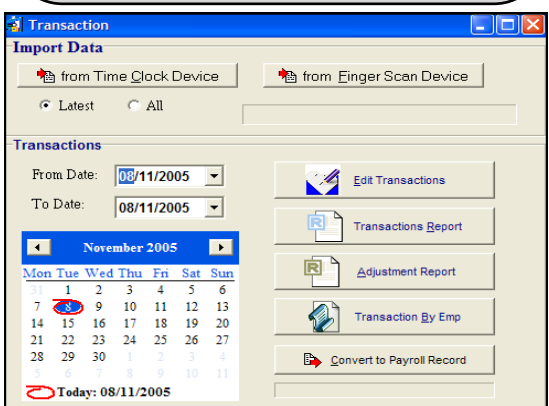 Transaction
Import Data
from Time Clock Device
from Finger Scan Device
Latest
All
Transactions
From Date:
08/11/2005
To Date:
08/11/2005
Edit Transactions
Transactions Report
Adjustment Report
Transaction By Emp
Convert to Payroll Record
November 2005
Mon Tue Wed Thu Fri Sat Sun
31 1 2 3 4 5 6
7 8 9 10 11 12 13
14 15 16 17 18 19 20
21 22 23 24 25 26 27
28 29 30 1 2 3 4
5 6 7 8 9 10 11
Today: 08/11/2005